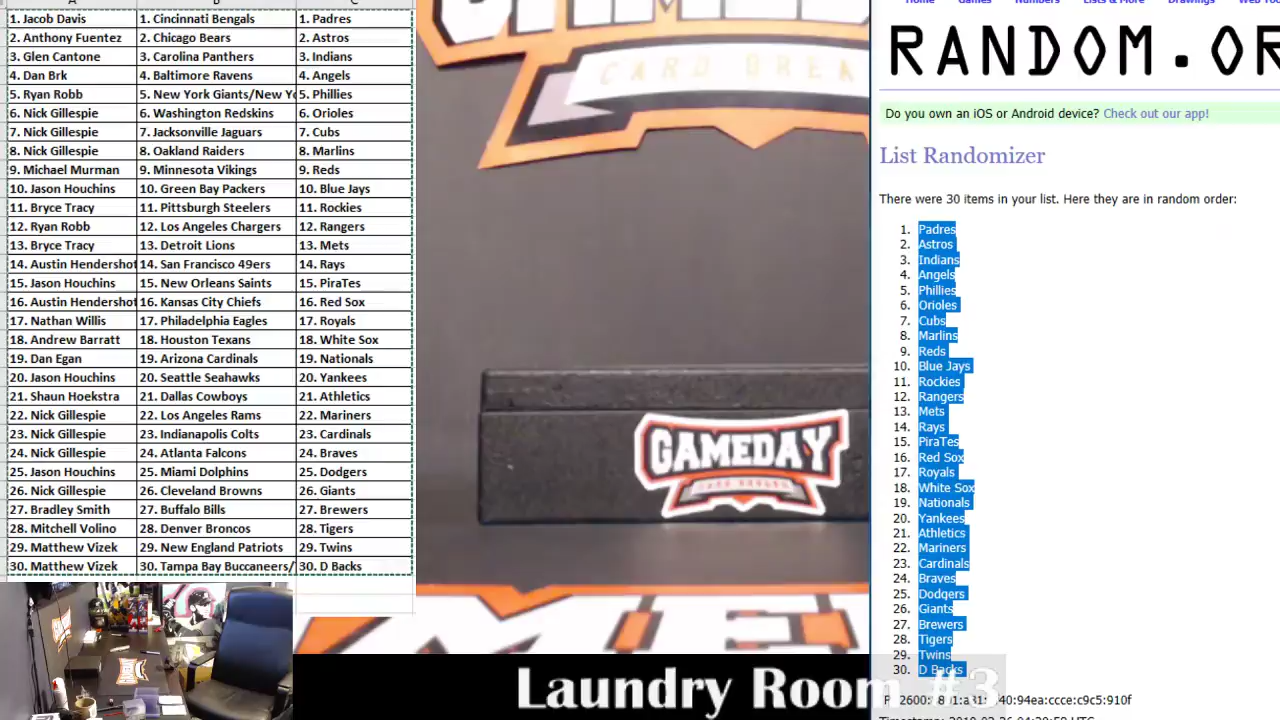 1. Jacob Davis 1. Cincinnati Bengals 1. Padres
2. Anthony Fuentez 2. Chicago Bears 2. Astros
3. Glen Cantone 3. Carolina Panthers 3. Indians
4. Dan Brk 4. Baltimore Ravens 4. Angels
5. Ryan Robb 5. New York Giants/New Yo 5. Phillies
6. Nick Gillespie 6. Washington Redskins 6. Orioles
7. Nick Gillespie 7. Jacksonville Jaguars 7. Cubs
8. Nick Gillespie 8. Oakland Raiders 8. Marlins
9. Michael Murman 9. Minnesota Vikings 9. Reds
10. Jason Houchins 10. Green Bay Packers 10. Blue Jays
11. Bryce Tracy 11. Pittsburgh Steelers 11. Rockies
12. Ryan Robb 12. Los Angeles Chargers 12. Rangers
13. Bryce Tracy 13. Detroit Lions 13. Mets
14. Austin Hendershot 14. San Francisco 49ers 14. Rays
15. Jason Houchins 15. New Orleans Saints 15. PiraTes
16. Austin Hendershot 16. Kansas City Chiefs 16. Red Sox
17. Nathan Willis 17. Philadelphia Eagles 17. Royals
18. Andrew Barratt 18. Houston Texans 18. White Sox
19. Dan Egan 19. Arizona Cardinals 19. Nationals
20. Jason Houchins 20. Seattle Seahawks 20. Yankees
21. Shaun Hoekstra 21. Dallas Cowboys 21. Athletics
22. Nick Gillespie 22. Los Angeles Rams 22. Mariners
23. Nick Gillespie 23. Indianapolis Colts 23. Cardinals
24. Nick Gillespie 24. Atlanta Falcons 24. Braves
25. Jason Houchins 25. Miami Dolphins 25. Dodgers
26. Nick Gillespie 26. Cleveland Browns 26. Giants
27. Bradley Smith 27. Buffalo Bills 27. Brewers
28. Mitchell Volino 28. Denver Broncos 28. Tigers
29. Matthew Vizek 29. New England Patriots 29. Twins
30. Matthew Vizek 30. Tampa Bay Buccaneers/ 30. D Backs
CARD BREA
GAMEDAY
CARD BREAKS
Laundry Room #3
Home Games Numbers Lists & More Drawings Web To
RANDOM.OR
Do you own an iOS or Android device? Check out our app!
List Randomizer
There were 30 items in your list. Here they are in random order:
1. Padres
2. Astros
3. Indians
4. Angels
5. Phillies
6. Orioles
7. Cubs
8. Marlins
9. Reds
10. Blue Jays
11. Rockies
12. Rangers
13. Mets
14. Rays
15. PiraTes
16. Red Sox
17. Royals
18. White Sox
19. Nationals
20. Yankees
21. Athletics
22. Mariners
23. Cardinals
24. Braves
25. Dodgers
26. Giants
27. Brewers
28. Tigers
29. Twins
30. D Backs